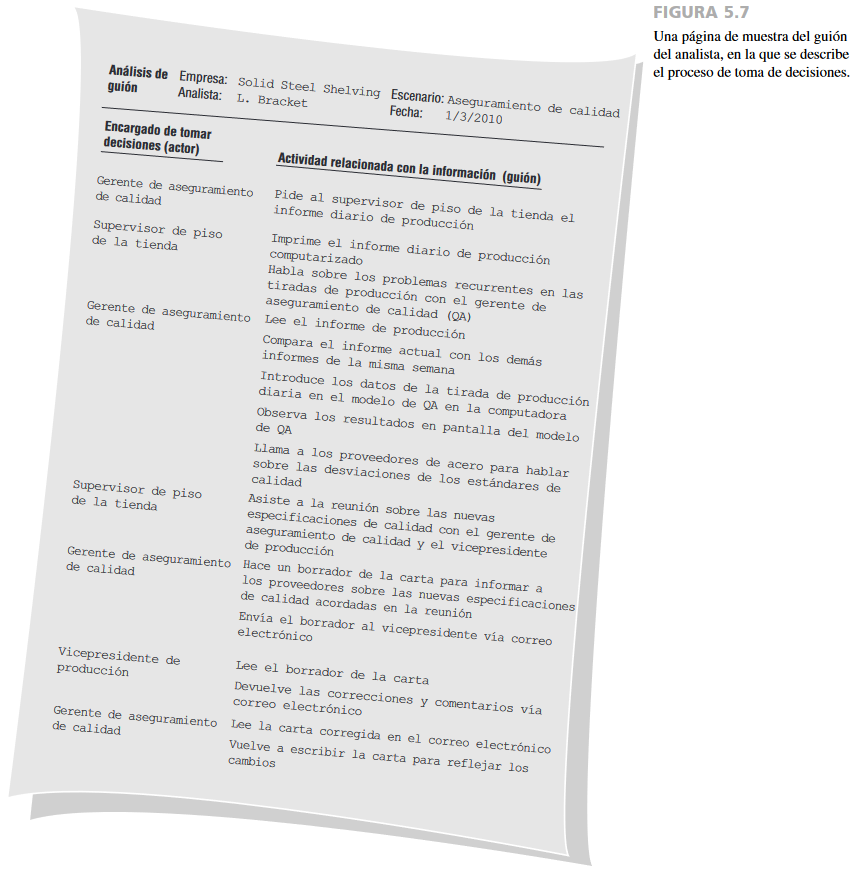 FIGURA 5.7
Una página de muestra del guión
del analista, en la que se describe
el proceso de toma de decisiones.
Análisis de
guión
Empresa: Solid Steel Shelving
Analista: L. Bracket
Escenario: Aseguramiento de calidad
Fecha: 1/3/2010
Encargado de tomar
decisiones (actor)
Actividad relacionada con la información (guión)
Gerente de aseguramiento
de calidad
Pide al supervisor de piso de la tienda el
informe diario de producción
Supervisor de piso
de la tienda
Imprime el informe diario de producción
computarizado
Habla sobre los problemas recurrentes en las
tiradas de producción con el gerente de
aseguramiento de calidad (QA)
Gerente de aseguramiento
de calidad
Lee el informe de producción
Compara el informe actual con los demás
informes de la misma semana
Introduce los datos de la tirada de producción
diaria en el modelo de QA en la computadora
Observa los resultados en pantalla del modelo
de QA
Llama a los proveedores de acero para hablar
sobre las desviaciones de los estándares de
calidad
Supervisor de piso
de la tienda
Asiste a la reunión sobre las nuevas
especificaciones de calidad con el gerente de
aseguramiento de calidad y el vicepresidente
de producción
Gerente de aseguramiento
de calidad
Hace un borrador de la carta para informar a
los proveedores sobre las nuevas especificaciones
de calidad acordadas en la reunión
Envía el borrador al vicepresidente vía correo
electrónico
Vicepresidente de
producción
Lee el borrador de la carta
Devuelve las correcciones y comentarios vía
correo electrónico
Gerente de aseguramiento
de calidad
Lee la carta corregida en el correo electrónico
Vuelve a escribir la carta para reflejar los
cambios